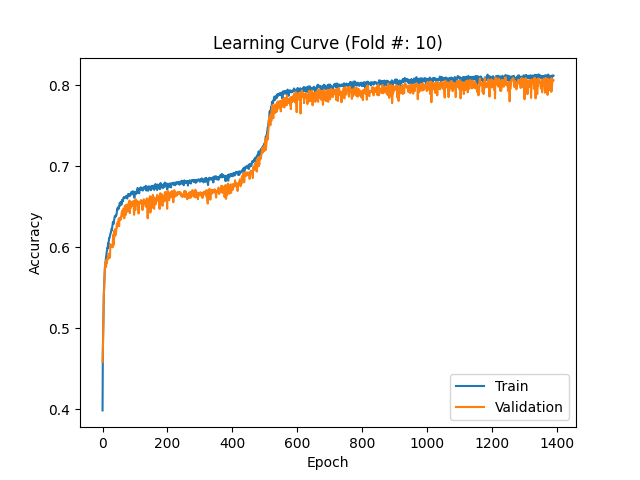 Learning Curve (Fold #: 10)
Accuracy
0.8
0.7
0.6
0.5
0.4
0 200 400 600 800 1000 1200 1400
Epoch
Train
Validation